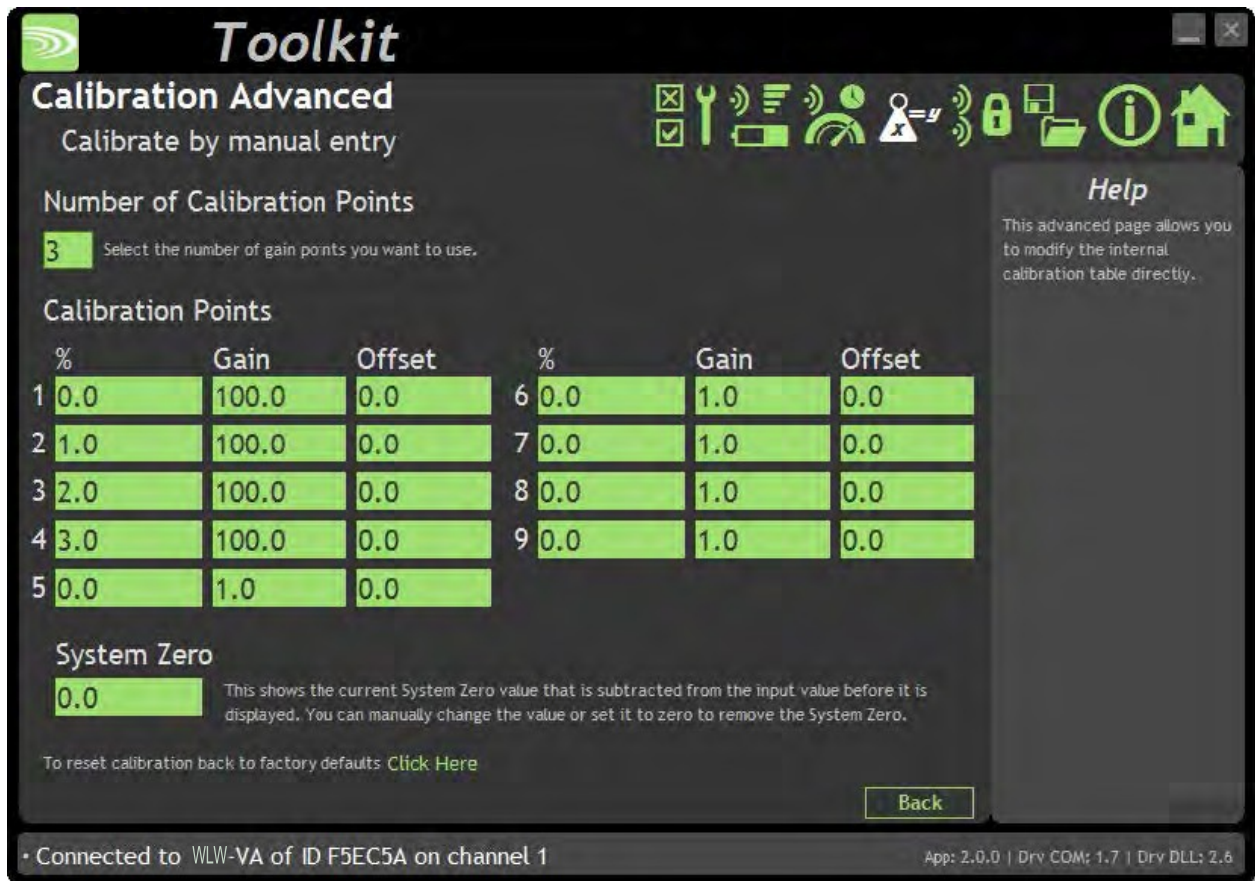 Toolkit
Calibration Advanced
Calibrate by manual entry
x=y
Number of Calibration Points
3 Select the number of gain points you want to use.
Calibration Points
% Gain Offset % Gain Offset
1 0.0 100.0 0.0 6 0.0 1.0 0.0
2 1.0 100.0 0.0 7 0.0 1.0 0.0
3 2.0 100.0 0.0 8 0.0 1.0 0.0
4 3.0 100.0 0.0 9 0.0 1.0 0.0
5 0.0 1.0 0.0
System Zero
0.0 This shows the current System Zero value that is subtracted from the input value before it is
displayed. You can manually change the value or set it to zero to remove the System Zero.
To reset calibration back to factory defaults Click Here
Back
Help
This advanced page allows you
to modify the internal
calibration table directly.
· Connected to WLW-VA of ID F5EC5A on channel 1
App: 2.0.0 | Drv COM: 1.7 | Drv DLL: 2.6